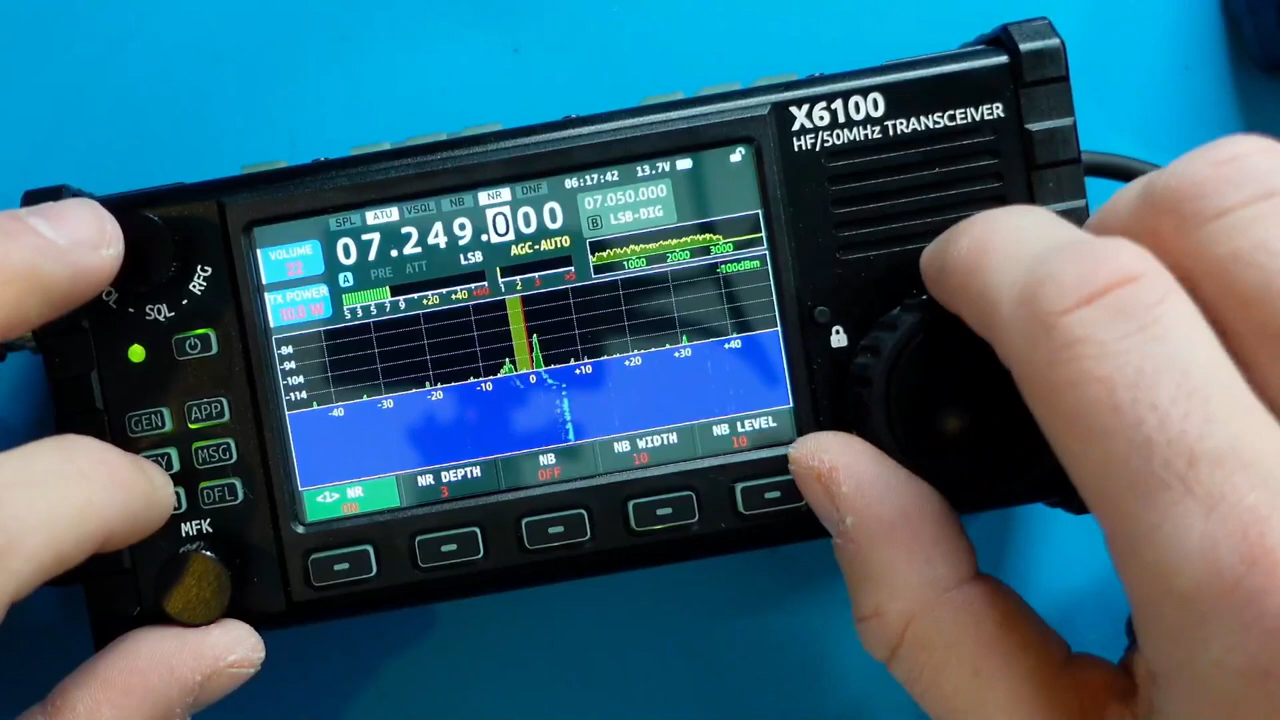 X6100
HF/50MHz TRANSCEIVER
06:17:42 13.7V
SPL ATU VSQL NB NR DNF
07.249.000
07.050.000
B LSB-DIG
VOLUME
22
A PRE ATT LSB AGC-AUTO
TX POWER
10.0 W
S 3 5 7 9 +20 +40 +60
1 2 3 >5
1000 2000 3000
-100dBm
-84
-94
-104
-114
-40 -30 -20 -10 0 +10 +20 +30 +40
<1> NR
ON
NR DEPTH
3
NB
OFF
NB WIDTH
10
NB LEVEL
10
SQL RFG
GEN APP
MSG
DFL
MFK